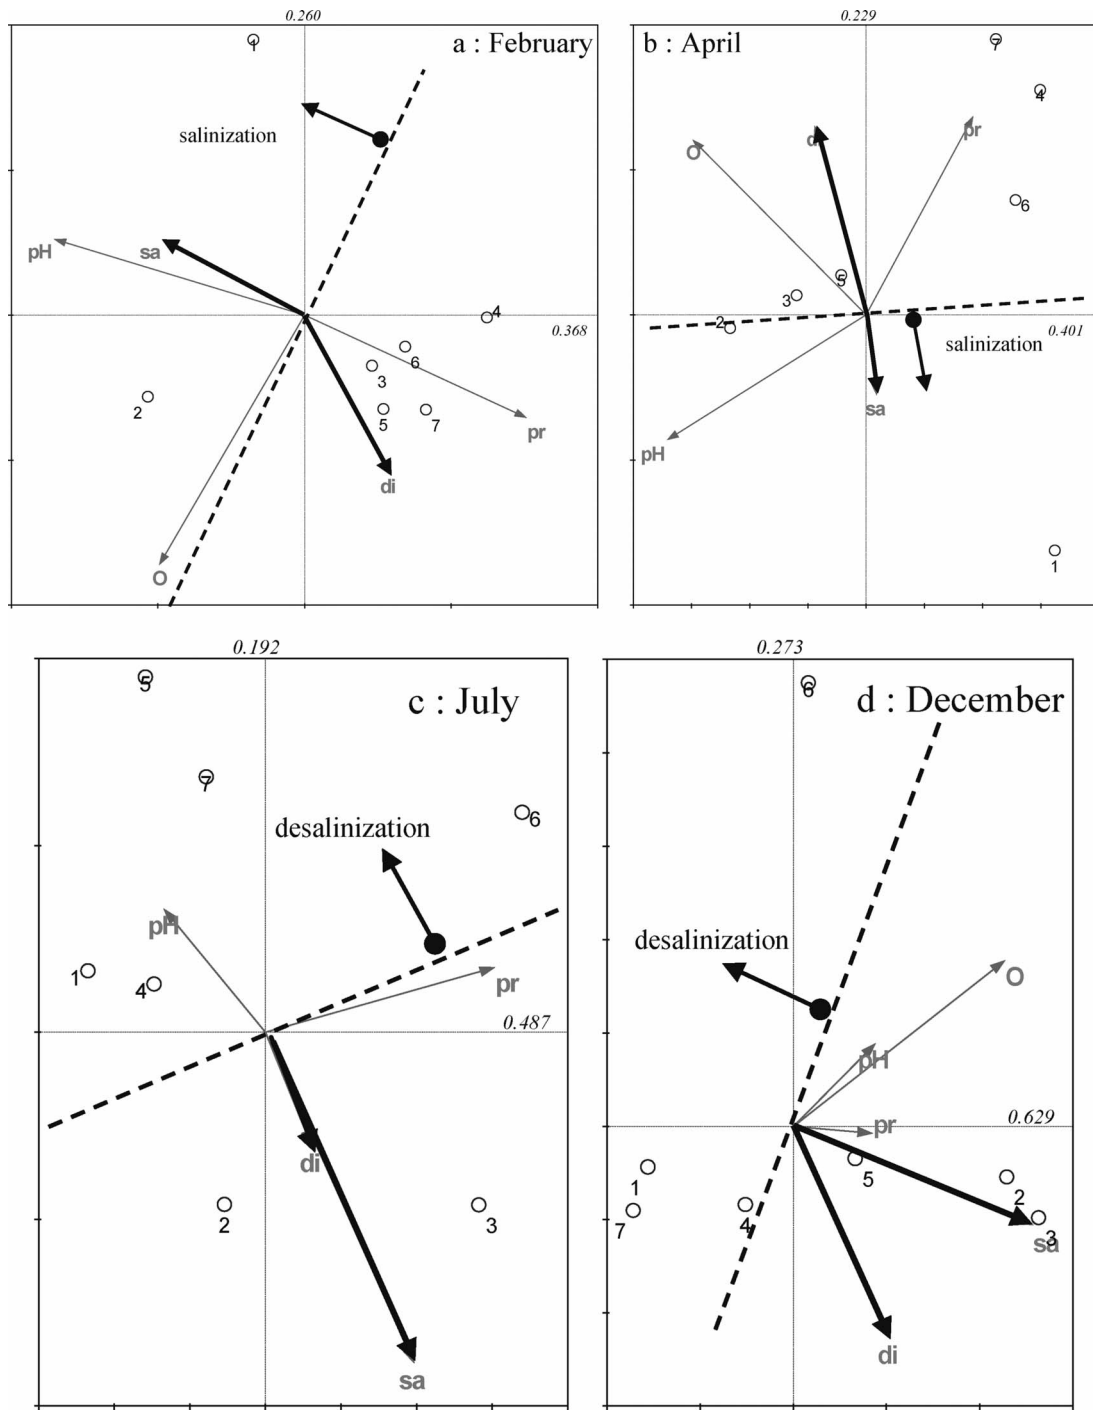 0.260
a : February
1
salinization
pH
sa
4
0.368
6
3
2
5
7
pr
di
O
0.229
b : April
7
4
d
pr
O
6
5
3
2
0.401
salinization
sa
pH
1
0.192
c : July
5
7
desalinization
6
pH
1
4
pr
0.487
di
2
3
sa
0.273
d : December
6
desalinization
O
pH
pr
0.629
5
1
2
7
4
3
sa
di